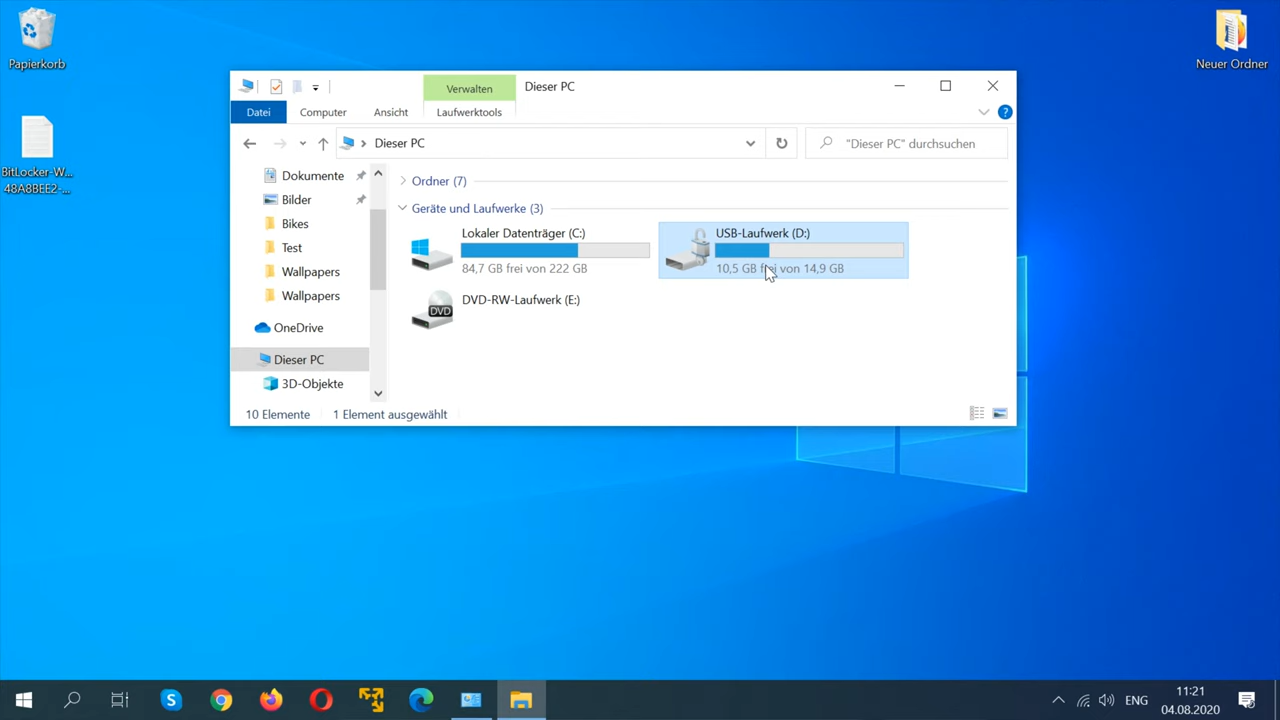 Papierkorb
BitLocker-W...
48A8BEE2-...
Neuer Ordner
Verwalten
Dieser PC
Datei
Computer
Ansicht
Laufwerktools
Dieser PC
"Dieser PC" durchsuchen
Dokumente
Bilder
Bikes
Test
Wallpapers
Wallpapers
OneDrive
Dieser PC
3D-Objekte
Ordner (7)
Geräte und Laufwerke (3)
Lokaler Datenträger (C:)
84,7 GB frei von 222 GB
USB-Laufwerk (D:)
10,5 GB frei von 14,9 GB
DVD
DVD-RW-Laufwerk (E:)
10 Elemente
1 Element ausgewählt
ENG
11:21
04.08.2020